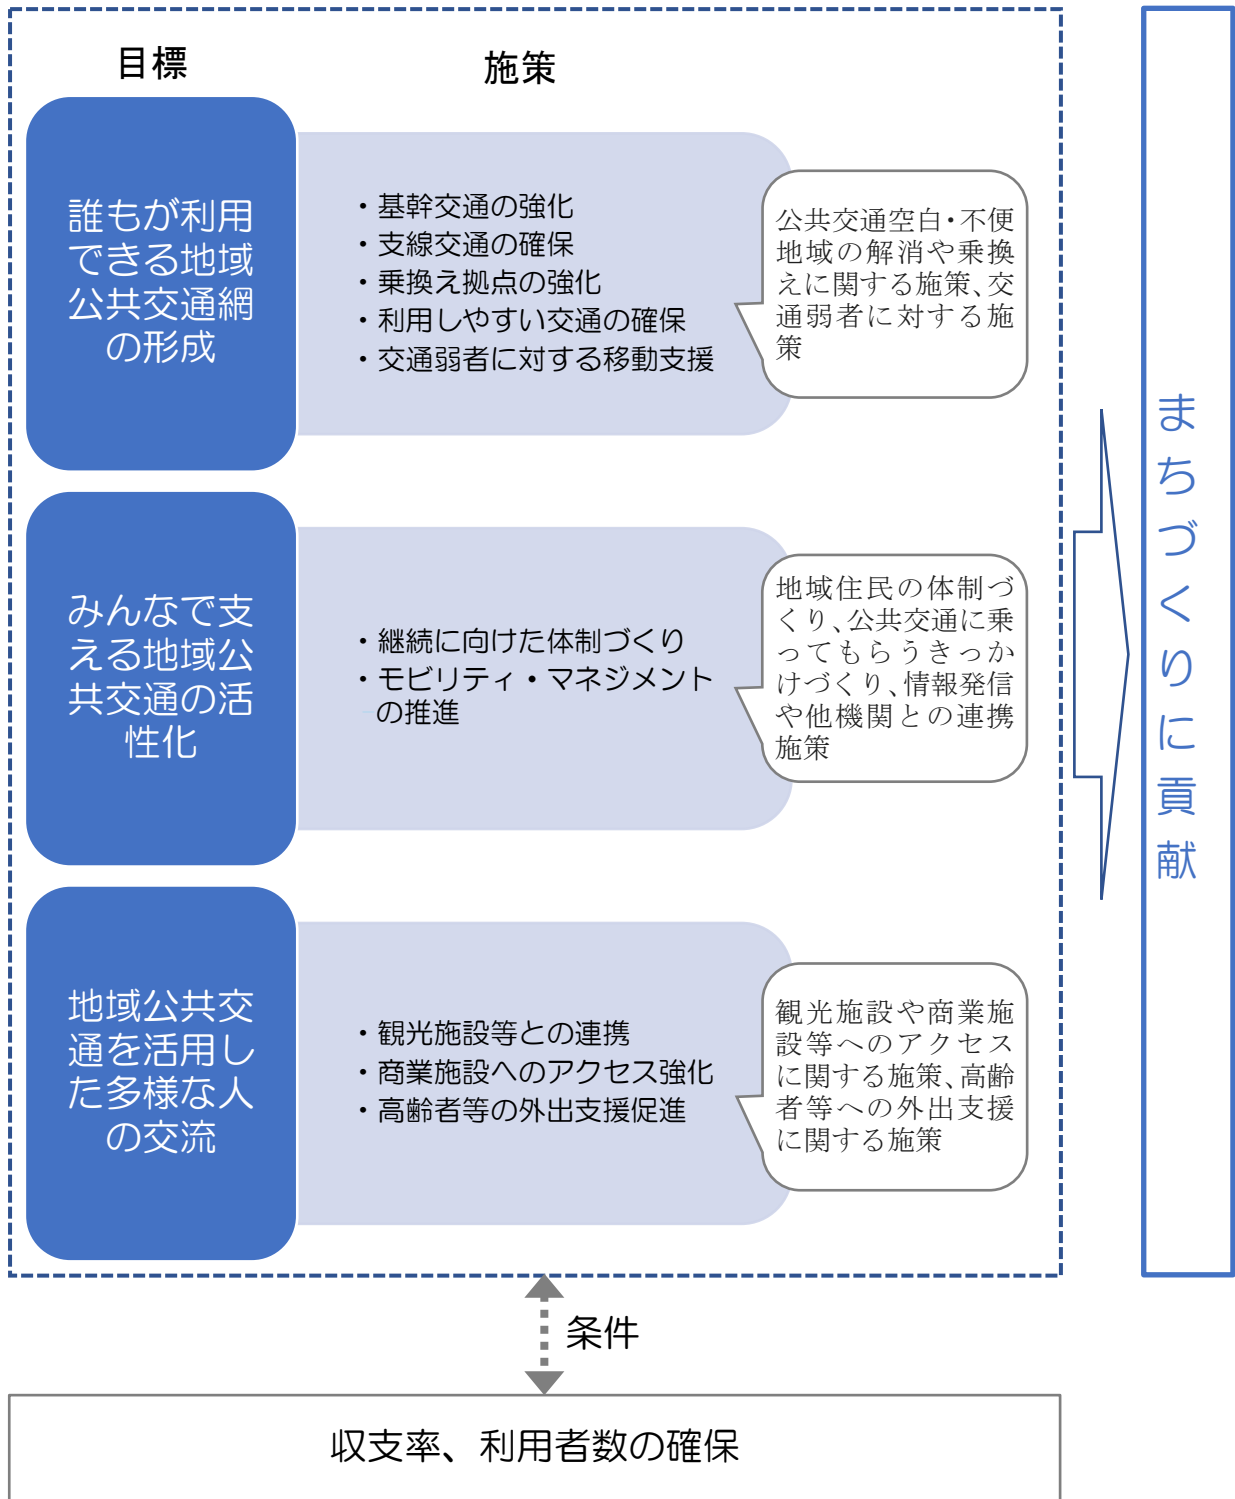 目標
施策
誰もが利用
できる地域
公共交通網
の形成
・基幹交通の強化
・支線交通の確保
・乗換え拠点の強化
・利用しやすい交通の確保
・交通弱者に対する移動支援
公共交通空白・不便
地域の解消や乗換
えに関する施策、交
通弱者に対する施
策
みんなで支
える地域公
共交通の活
性化
・継続に向けた体制づくり
・モビリティ・マネジメント
の推進
地域住民の体制づ
くり、公共交通に乗
ってもらうきっか
けづくり、情報発信
や他機関との連携
施策
地域公共交
通を活用し
た多様な人
の交流
・観光施設等との連携
・商業施設へのアクセス強化
・高齢者等の外出支援促進
観光施設や商業施
設等へのアクセス
に関する施策、高齢
者等への外出支援
に関する施策
まちづくりに貢献
条件
収支率、利用者数の確保